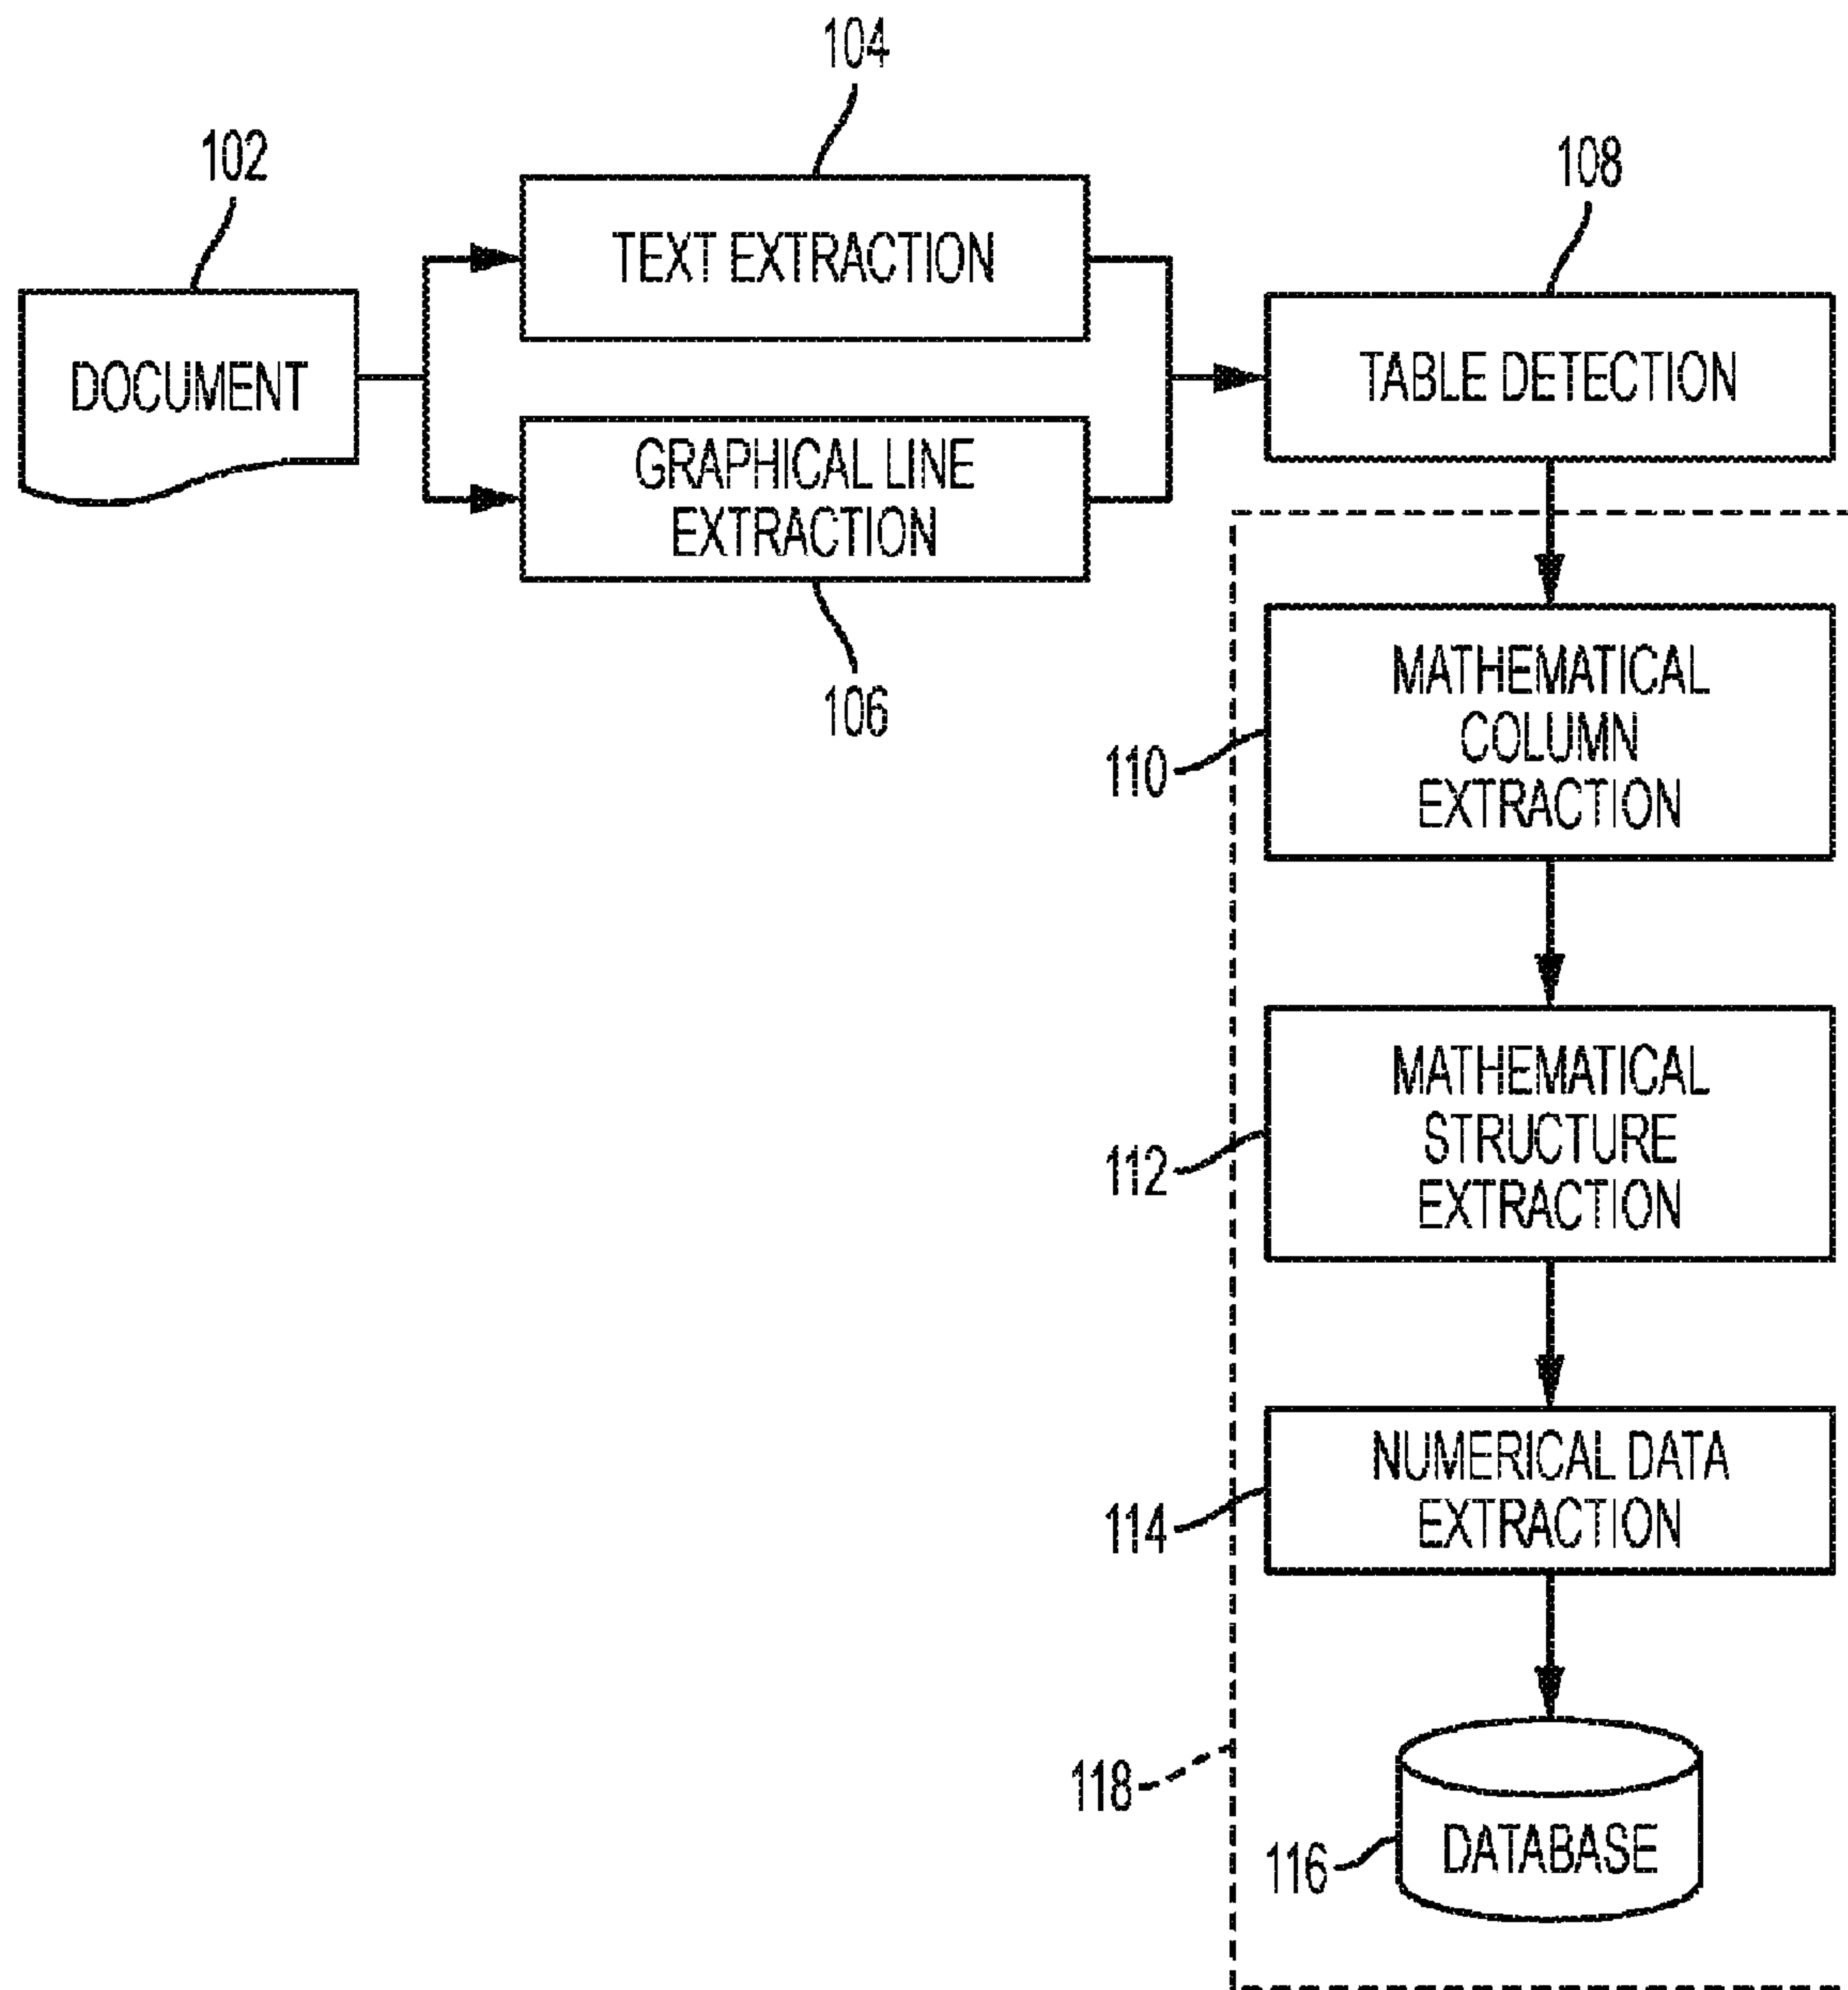 104
102
108
TEXT EXTRACTION
DOCUMENT
TABLE DETECTION
GRAPHICAL LINE
EXTRACTION
106
MATHEMATICAL
COLUMN
EXTRACTION
110
MATHEMATICAL
STRUCTURE
EXTRACTION
112
NUMERICAL DATA
EXTRACTION
114
118
DATABASE
116